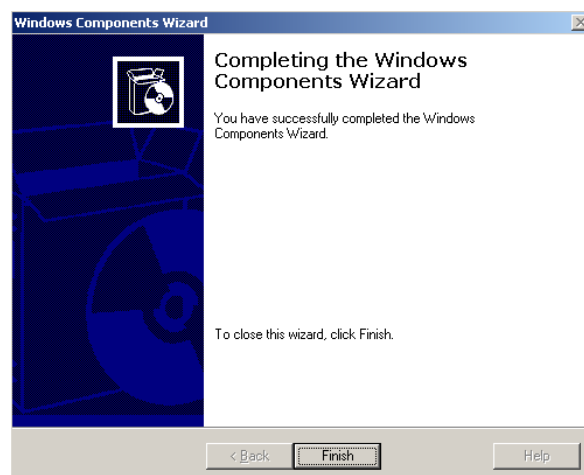 Windows Components Wizard
Completing the Windows
Components Wizard
You have successfully completed the Windows
Components Wizard.
To close this wizard, click Finish.
< Back
Finish
Help